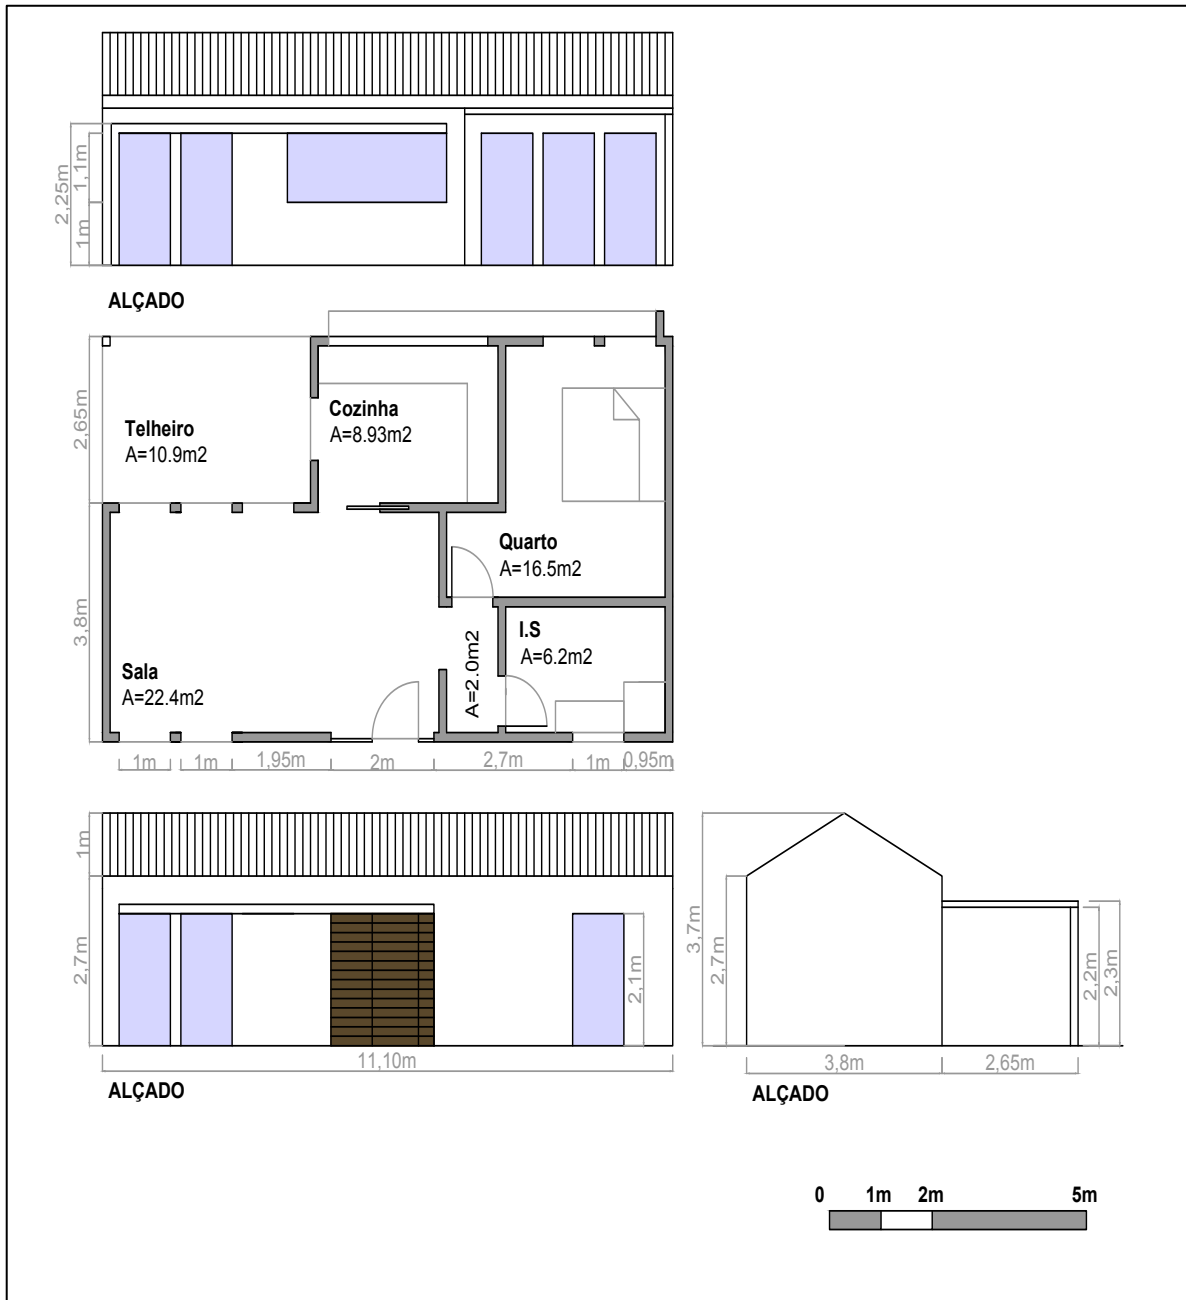 2,25m
1,1m
1m
ALÇADO
2,65m
3,8m
Telheiro
A=10.9m2
Cozinha
A=8.93m2
Quarto
A=16.5m2
I.S
A=6.2m2
A=2.0m2
Sala
A=22.4m2
1m
1m
1,95m
2m
2,7m
1m
0,95m
1m
2,7m
2,1m
11,10m
ALÇADO
3,7m
2,7m
2,2m
2,3m
3,8m
2,65m
ALÇADO
0 1m 2m 5m